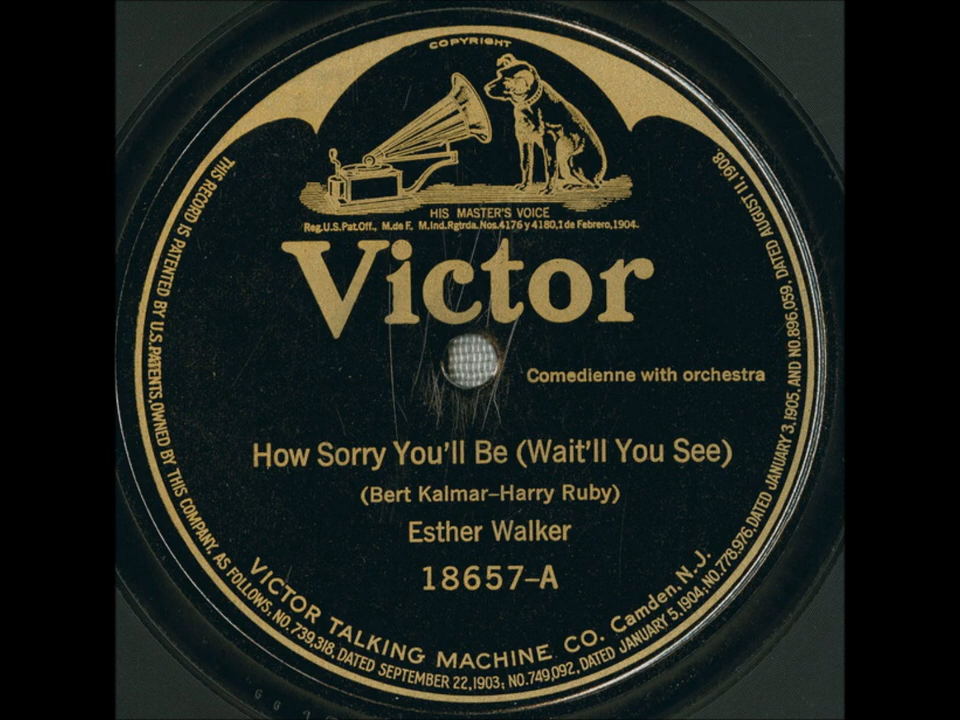 COPYRIGHT
HIS MASTER'S VOICE
Reg.U.S.Pat.Off., M.de F. M.Ind.Rgtrda.Nos.4176 y 4180,1 de Febrero,1904.
Victor
Comedienne with orchestra
How Sorry You'll Be (Wait'll You See)
(Bert Kalmar–Harry Ruby)
Esther Walker
18657–A
VICTOR TALKING MACHINE CO. Camden, N.J.
THIS RECORD IS PATENTED BY U.S. PATENTS, OWNED BY THIS COMPANY, AS FOLLOWS; NO. 739,318, DATED SEPTEMBER 22, 1903; NO. 749,092, DATED JANUARY 5, 1904; NO. 778,976, DATED JANUARY 3, 1905, AND NO. 896,059, DATED AUGUST 11, 1908.